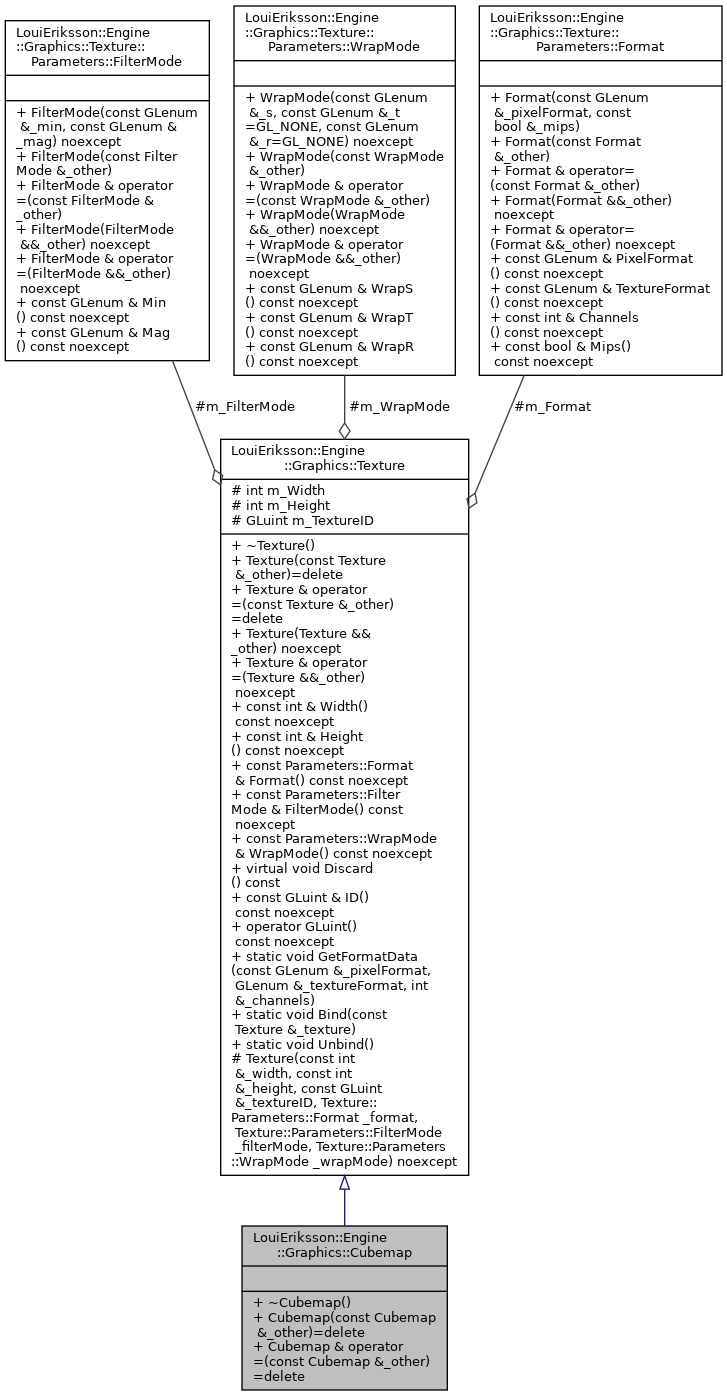 LouiEriksson::Engine
::Graphics::Texture::
Parameters::FilterMode
+ FilterMode(const GLenum
&_min, const GLenum &
_mag) noexcept
+ FilterMode(const Filter
Mode &_other)
+ FilterMode & operator
=(const FilterMode &
_other)
+ FilterMode(FilterMode
&&_other) noexcept
+ FilterMode & operator
=(FilterMode &&_other)
noexcept
+ const GLenum & Min
() const noexcept
+ const GLenum & Mag
() const noexcept
LouiEriksson::Engine
::Graphics::Texture::
Parameters::WrapMode
+ WrapMode(const GLenum
&_s, const GLenum &_t
=GL_NONE, const GLenum
&_r=GL_NONE) noexcept
+ WrapMode(const WrapMode
&_other)
+ WrapMode & operator
=(const WrapMode &_other)
+ WrapMode(WrapMode
&&_other) noexcept
+ WrapMode & operator
=(WrapMode &&_other)
noexcept
+ const GLenum & WrapS
() const noexcept
+ const GLenum & WrapT
() const noexcept
+ const GLenum & WrapR
() const noexcept
LouiEriksson::Engine
::Graphics::Texture::
Parameters::Format
+ Format(const GLenum
&_pixelFormat, const
bool &_mips)
+ Format(const Format
&_other)
+ Format & operator=
(const Format &_other)
+ Format(Format &&_other)
noexcept
+ Format & operator=
(Format &&_other) noexcept
+ const GLenum & PixelFormat
() const noexcept
+ const GLenum & TextureFormat
() const noexcept
+ const int & Channels
() const noexcept
+ const bool & Mips()
const noexcept
#m_FilterMode
#m_WrapMode
#m_Format
LouiEriksson::Engine
::Graphics::Texture
# int m_Width
# int m_Height
# GLuint m_TextureID
+ ~Texture()
+ Texture(const Texture
&_other)=delete
+ Texture & operator
=(const Texture &_other)
=delete
+ Texture(Texture &&
_other) noexcept
+ Texture & operator
=(Texture &&_other)
noexcept
+ const int & Width()
const noexcept
+ const int & Height
() const noexcept
+ const Parameters::Format
& Format() const noexcept
+ const Parameters::Filter
Mode & FilterMode() const
noexcept
+ const Parameters::WrapMode
& WrapMode() const noexcept
+ virtual void Discard
() const
+ const GLuint & ID()
const noexcept
+ operator GLuint()
const noexcept
+ static void GetFormatData
(const GLenum &_pixelFormat,
GLenum &_textureFormat, int
&_channels)
+ static void Bind(const
Texture &_texture)
+ static void Unbind()
# Texture(const int
&_width, const int
&_height, const GLuint
&_textureID, Texture::
Parameters::Format _format,
Texture::Parameters::FilterMode
_filterMode, Texture::Parameters
::WrapMode _wrapMode) noexcept
LouiEriksson::Engine
::Graphics::Cubemap
+ ~Cubemap()
+ Cubemap(const Cubemap
&_other)=delete
+ Cubemap & operator
=(const Cubemap &_other)
=delete